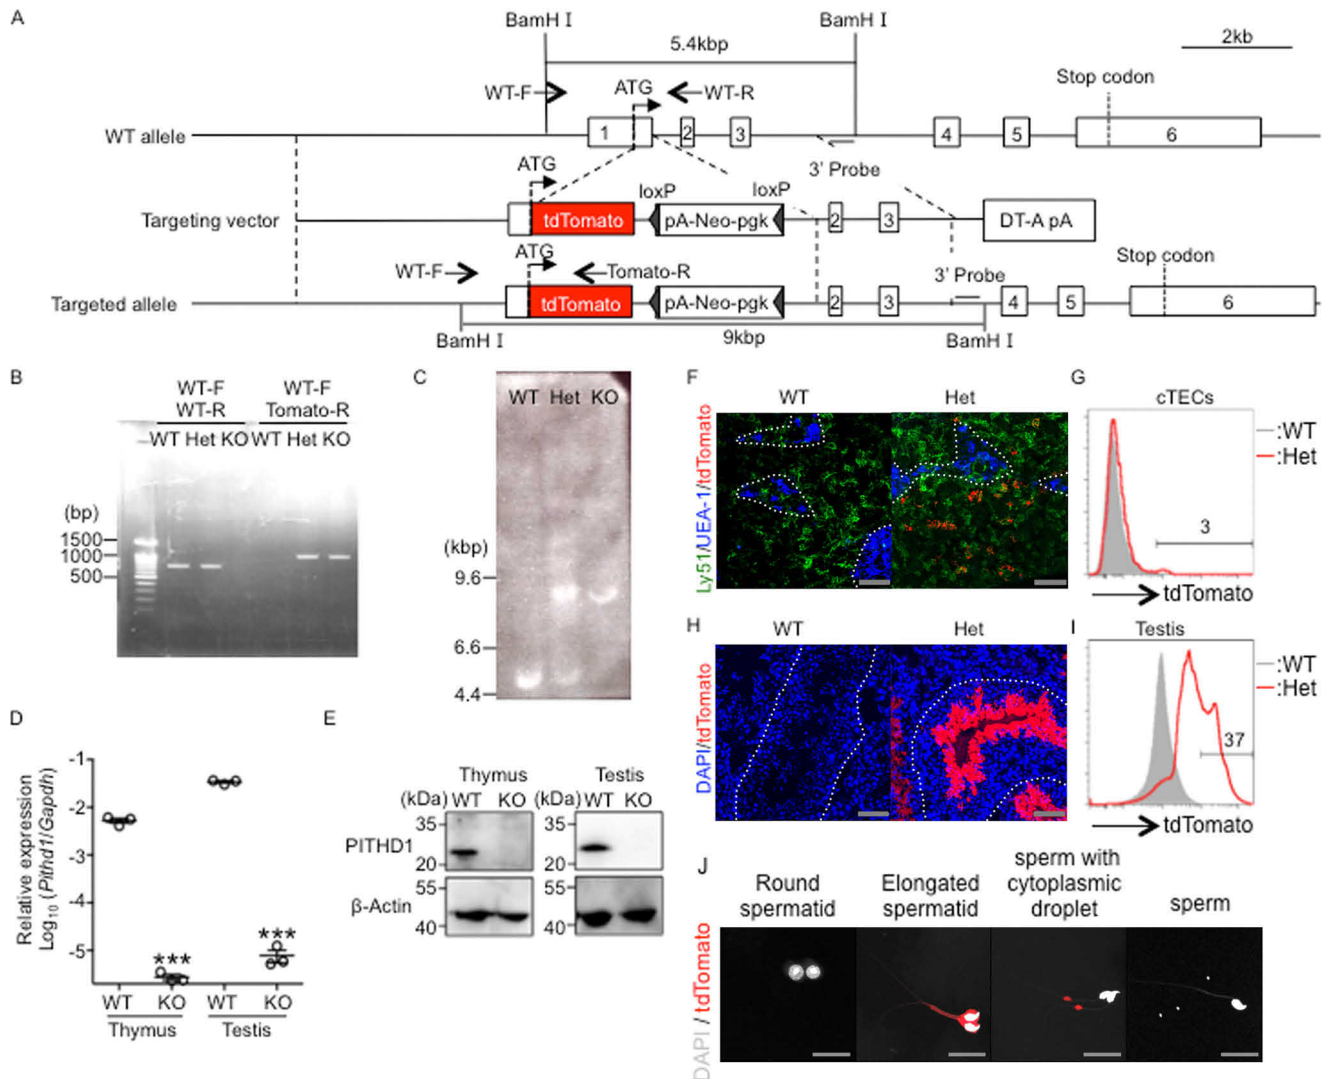 A
BamH I
BamH I
5.4kbp
2kb
WT-F
ATG
WT-R
Stop codon
WT allele
1
2
3
4
5
6
3' Probe
ATG
loxP
loxP
Targeting vector
tdTomato
pA-Neo-pgk
2
3
DT-A pA
ATG
WT-F
Tomato-R
3' Probe
Stop codon
Targeted allele
tdTomato
pA-Neo-pgk
2
3
4
5
6
BamH I
9kbp
BamH I
B
WT-F
WT-R
WT-F
Tomato-R
WT Het KO
WT Het KO
(bp)
1500
1000
500
C
WT Het KO
(kbp)
9.6
6.6
4.4
D
Relative expression
Log10 (Pithd1/Gapdh)
-1
-2
-3
-4
-5
***
***
WT
KO
WT
KO
Thymus
Testis
E
Thymus
Testis
(kDa)
WT
KO
(kDa)
WT
KO
PITHD1
35
20
35
20
β-Actin
55
40
55
40
F
WT
Het
Ly51/UEA-1/tdTomato
G
cTECs
:WT
:Het
3
tdTomato
H
WT
Het
DAPI/tdTomato
I
Testis
:WT
:Het
37
tdTomato
J
Round
spermatid
Elongated
spermatid
sperm with
cytoplasmic
droplet
sperm
DAPI / tdTomato